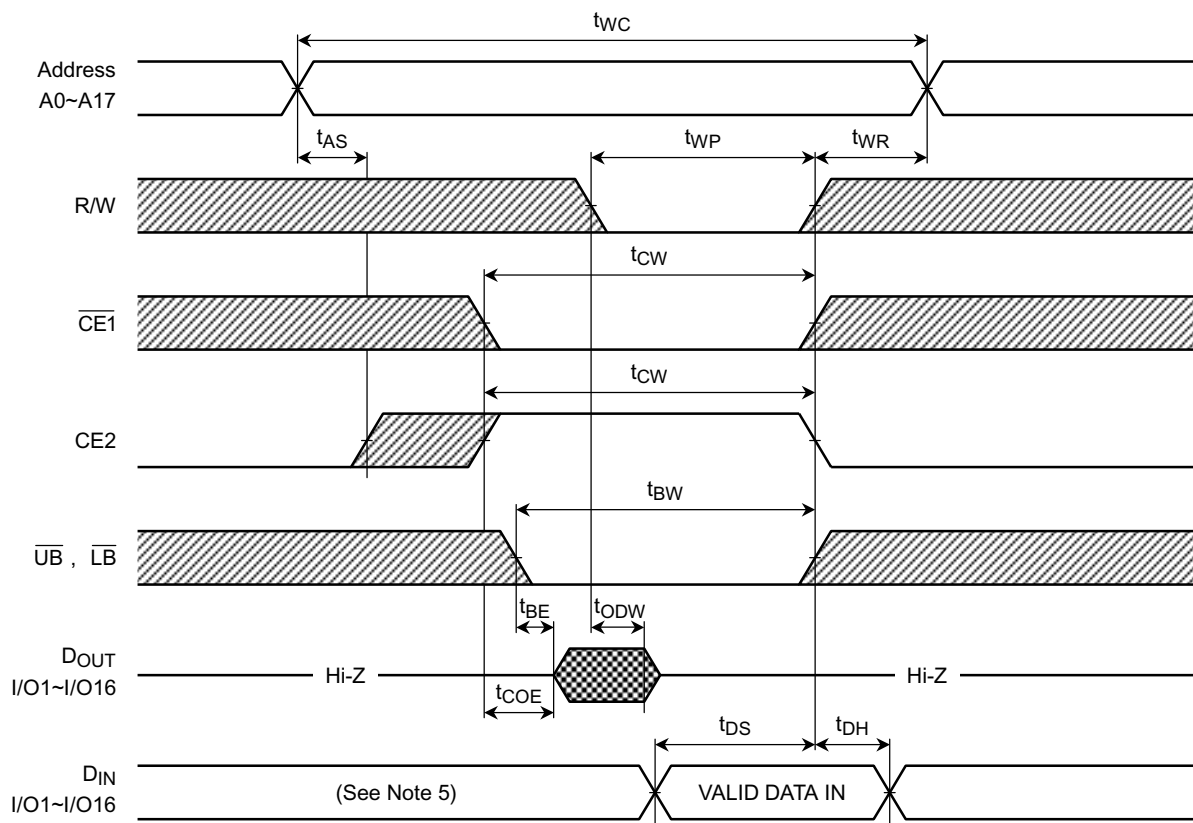 tWC
Address
A0~A17
tAS
tWP
tWR
R/W
tCW
CE1
tCW
CE2
tBW
UB , LB
tBE
tODW
DOUT
I/O1~I/O16
Hi-Z
Hi-Z
tCOE
tDS
tDH
DIN
I/O1~I/O16
(See Note 5)
VALID DATA IN